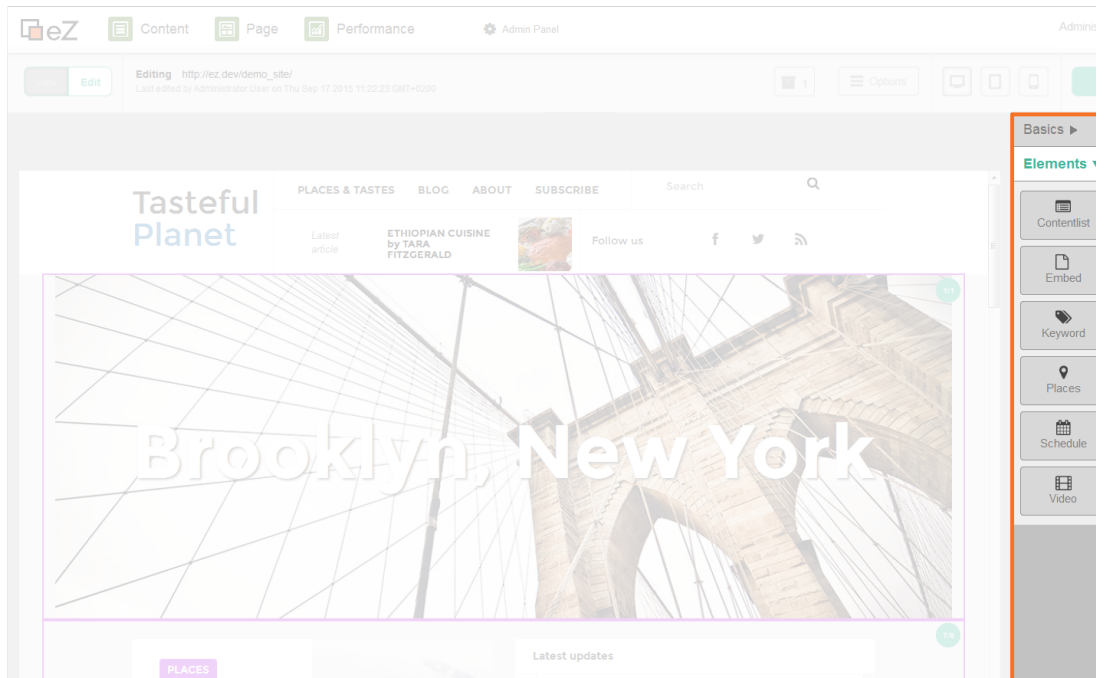 eZ Content Page Performance Admin Panel
Edit
Editing http://ez.dev/demo_site/
Last edited by Administrator User on Thu Sep 17 2015 11:22:23 GMT+0200
1
Options
Basics
Elements
Contentlist
Embed
Keyword
Places
Schedule
Video
Tasteful
Planet
PLACES & TASTES BLOG ABOUT SUBSCRIBE
Search
Latest
article
ETHIOPIAN CUISINE
by TARA
FITZGERALD
Follow us
1/1
Brooklyn, New York
PLACES
Latest updates